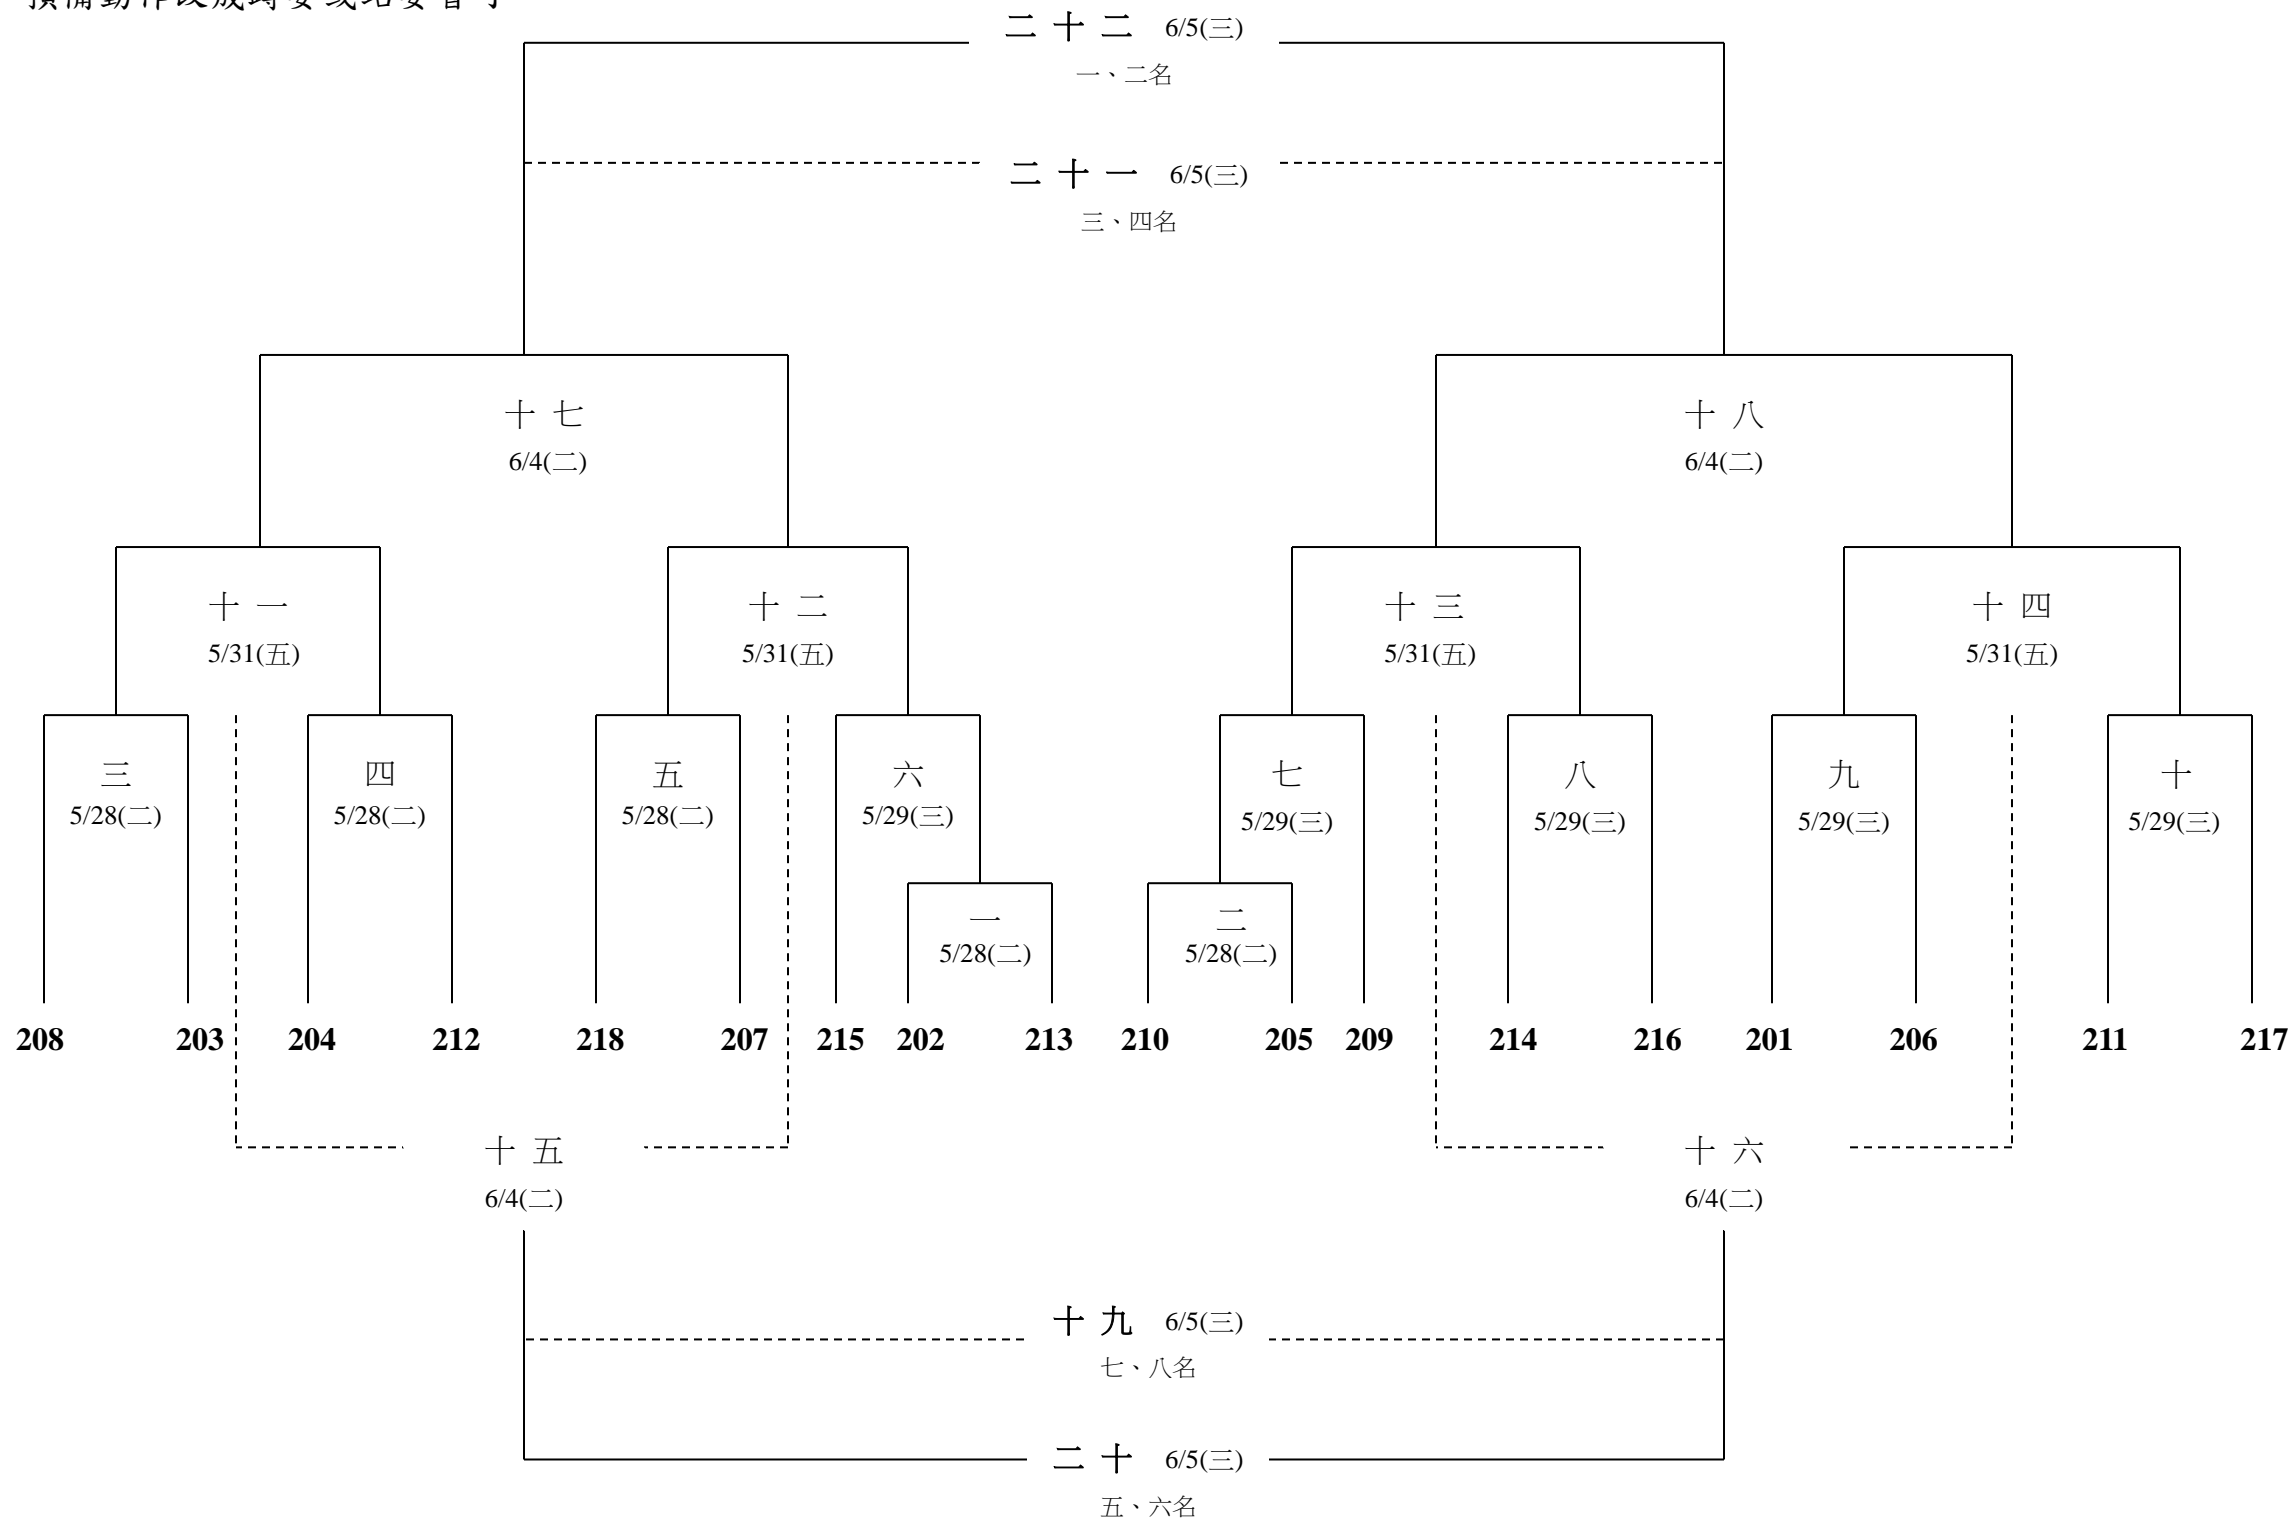 二十二 6/5(三)
一、二名
二十一 6/5(三)
三、四名
十七 十八
6/4(二) 6/4(二)
十一 十二 十三 十四
5/31(五) 5/31(五) 5/31(五) 5/31(五)
三 四 五 六 七 八 九 十
5/28(二) 5/28(二) 5/28(二) 5/29(三) 5/29(三) 5/29(三) 5/29(三) 5/29(三)
一 二
5/28(二) 5/28(二)
208 203 204 212 218 207 215 202 213 210 205 209 214 216 201 206 211 217
十五 十六
6/4(二) 6/4(二)
十九 6/5(三)
七、八名
二十 6/5(三)
五、六名